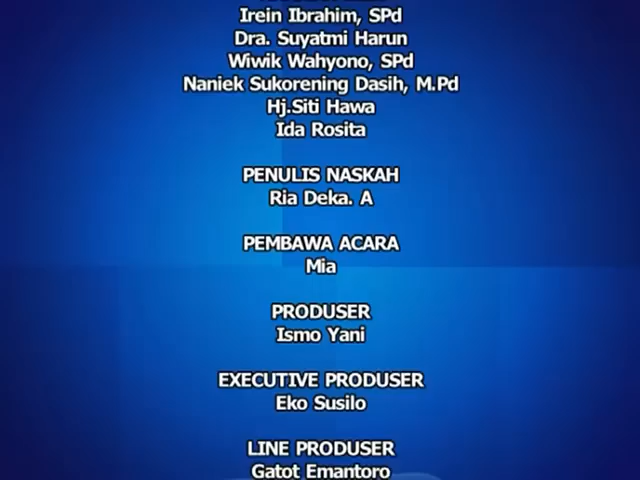 Irein Ibrahim, SPd
Dra. Suyatmi Harun
Wiwik Wahyono, SPd
Naniek Sukorening Dasih, M.Pd
Hj.Siti Hawa
Ida Rosita
PENULIS NASKAH
Ria Deka. A
PEMBAWA ACARA
Mia
PRODUSER
Ismo Yani
EXECUTIVE PRODUSER
Eko Susilo
LINE PRODUSER
Gatot Emantoro